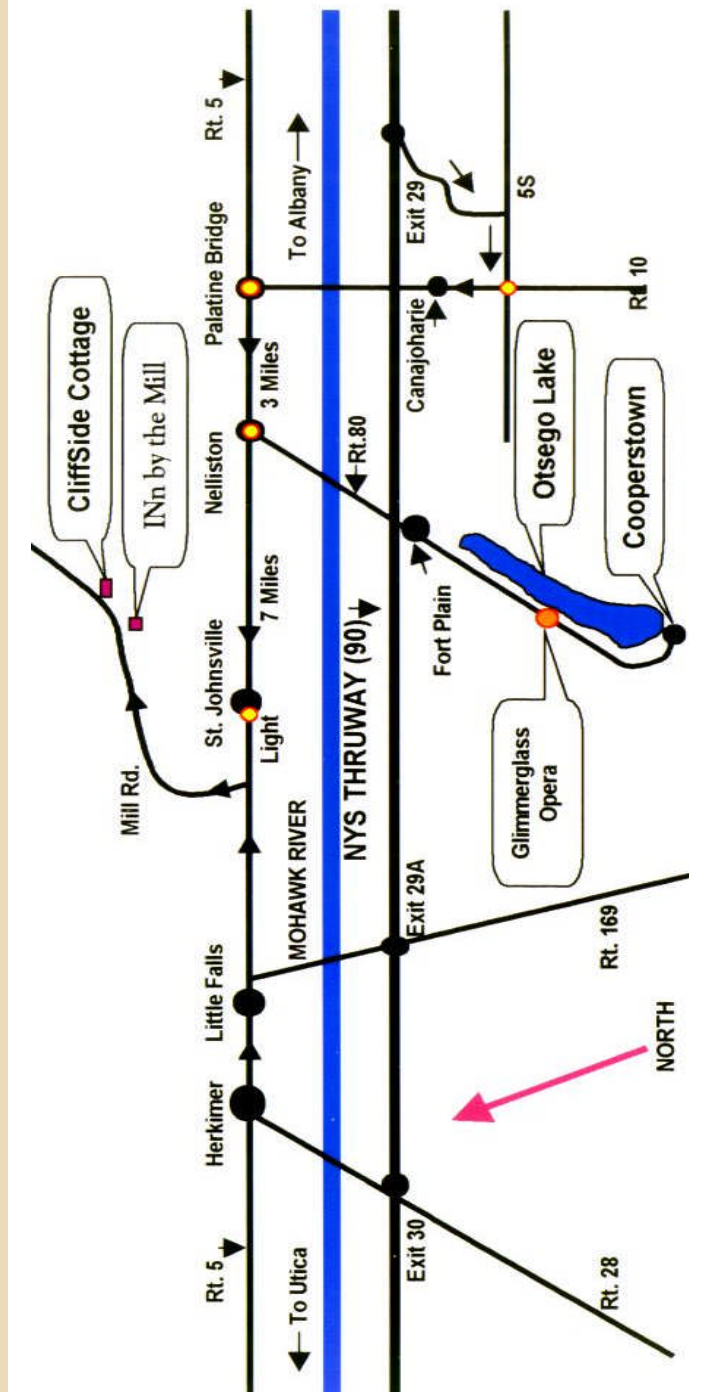 CliffSide Cottage
INn by the Mill
Mill Rd.
Rt. 5
Herkimer
Little Falls
St. Johnsville
Nelliston
Palatine Bridge
Rt. 5
Light
7 Miles
3 Miles
To Utica
MOHAWK RIVER
To Albany
NYS THRUWAY (90)
Rt.80
Exit 30
Exit 29A
Fort Plain
Canajoharie
Exit 29
5S
Glimmerglass
Opera
Otsego Lake
Rt. 28
Rt. 169
Rt. 10
NORTH
Cooperstown